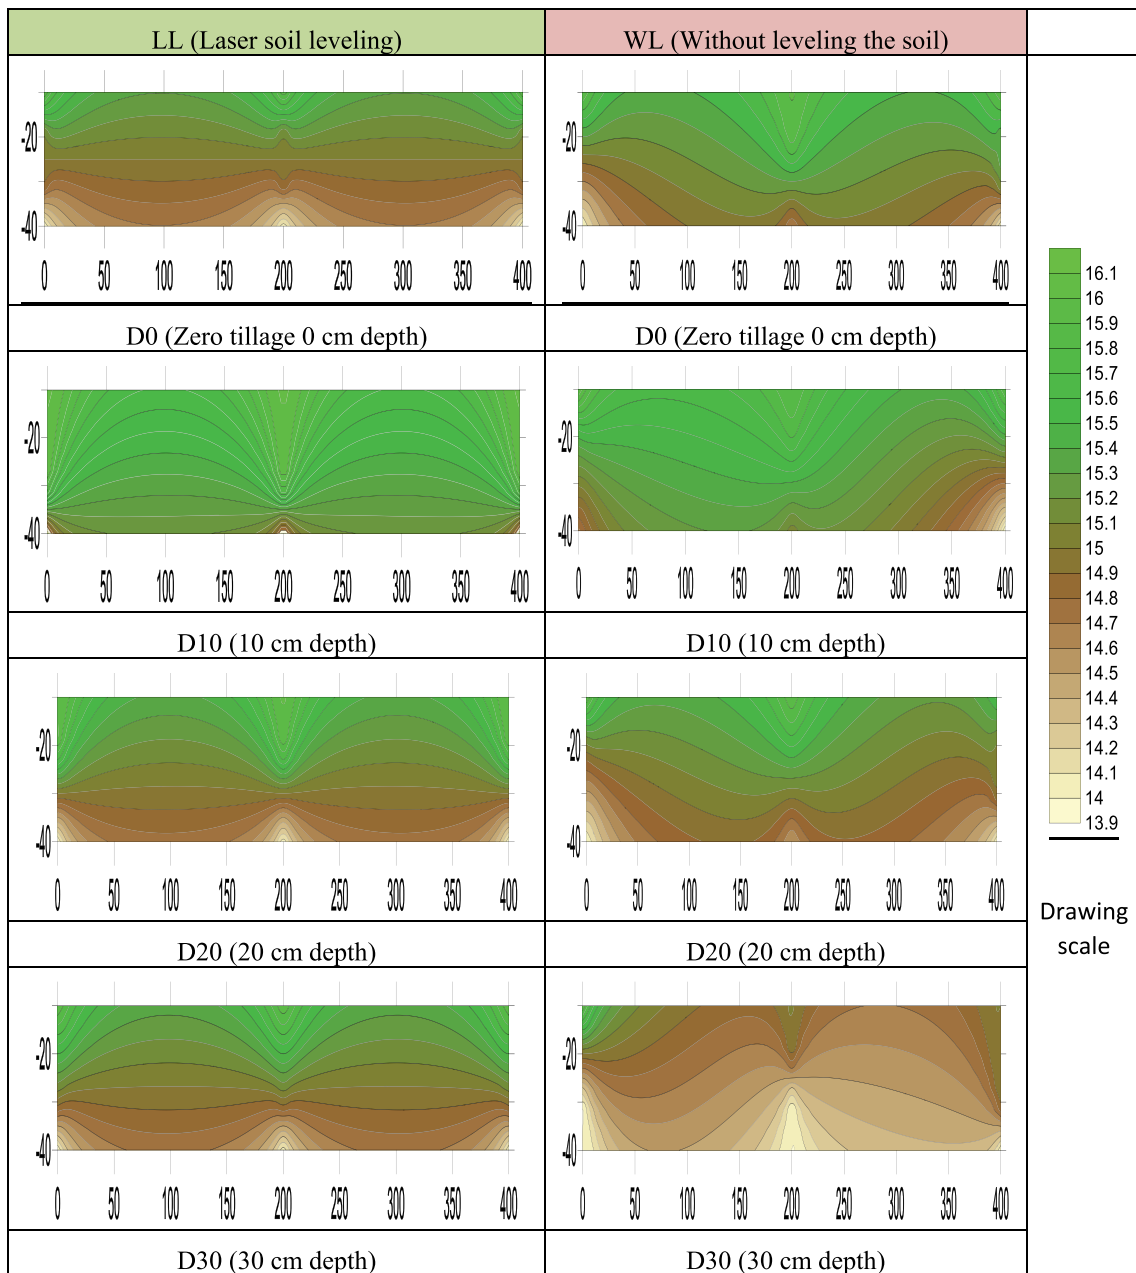 LL (Laser soil leveling)
WL (Without leveling the soil)
-20
-40
0 50 100 150 200 250 300 350 400
-20
-40
0 50 100 150 200 250 300 350 400
D0 (Zero tillage 0 cm depth)
D0 (Zero tillage 0 cm depth)
-20
-40
0 50 100 150 200 250 300 350 400
-20
-40
0 50 100 150 200 250 300 350 400
D10 (10 cm depth)
D10 (10 cm depth)
-20
-40
0 50 100 150 200 250 300 350 400
-20
-40
0 50 100 150 200 250 300 350 400
D20 (20 cm depth)
D20 (20 cm depth)
-20
-40
0 50 100 150 200 250 300 350 400
-20
-40
0 50 100 150 200 250 300 350 400
D30 (30 cm depth)
D30 (30 cm depth)
16.1
16
15.9
15.8
15.7
15.6
15.5
15.4
15.3
15.2
15.1
15
14.9
14.8
14.7
14.6
14.5
14.4
14.3
14.2
14.1
14
13.9
Drawing
scale